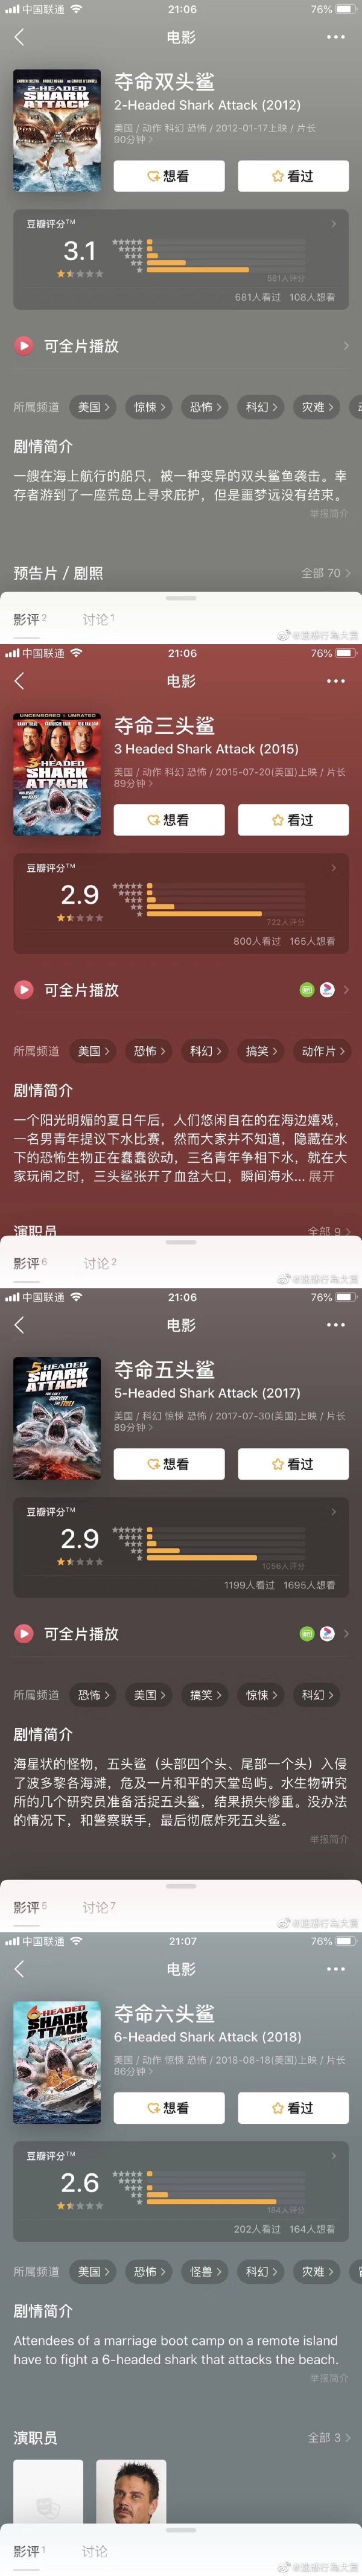 中国联通 21:06 76%
电影
夺命双头鲨
2-Headed Shark Attack (2012)
2-HEADED
SHARK
ATTACK
美国 / 动作 科幻 恐怖 / 2012-01-17上映 / 片长
90分钟 >
想看 看过
豆瓣评分™
3.1
581人评分
681人看过 108人想看
可全片播放
所属频道 美国 惊悚 恐怖 科幻 灾难
剧情简介
一艘在海上航行的船只，被一种变异的双头鲨鱼袭击。幸
存者游到了一座荒岛上寻求庇护，但是噩梦远没有结束。
举报简介
预告片 / 剧照 全部 70
影评 2 讨论 1
中国联通 21:06 76%
电影
UNCENSORED & UNRATED
3-HEADED
SHARK
ATTACK
夺命三头鲨
3 Headed Shark Attack (2015)
美国 / 动作 科幻 恐怖 / 2015-07-20(美国)上映 / 片长
89分钟 >
想看 看过
豆瓣评分™
2.9
722人评分
800人看过 165人想看
可全片播放
所属频道 美国 恐怖 科幻 搞笑 动作片
剧情简介
一个阳光明媚的夏日午后，人们悠闲自在的在海边嬉戏，
一名男青年提议下水比赛，然而大家并不知道，隐藏在水
下的恐怖生物正在蠢蠢欲动，三名青年争相下水，就在大
家玩闹之时，三头鲨张开了血盆大口，瞬间海水... 展开
演职员 全部 9
影评 6 讨论 2
中国联通 21:06 76%
电影
5-HEADED
SHARK
ATTACK
夺命五头鲨
5-Headed Shark Attack (2017)
美国 / 科幻 惊悚 恐怖 / 2017-07-30(美国)上映 / 片长
89分钟 >
想看 看过
豆瓣评分™
2.9
1056人评分
1199人看过 1695人想看
可全片播放
所属频道 恐怖 美国 搞笑 惊悚 科幻
剧情简介
海星状的怪物，五头鲨（头部四个头、尾部一个头）入侵
了波多黎各海滩，危及一片和平的天堂岛屿。水生物研究
所的几个研究员准备活捉五头鲨，结果损失惨重。没办法
的情况下，和警察联手，最后彻底炸死五头鲨。
举报简介
影评 5 讨论 7
中国联通 21:07 76%
电影
6-HEADED
SHARK
ATTACK
夺命六头鲨
6-Headed Shark Attack (2018)
美国 / 动作 惊悚 恐怖 / 2018-08-18(美国)上映 / 片长
86分钟 >
想看 看过
豆瓣评分™
2.6
184人评分
202人看过 164人想看
所属频道 美国 恐怖 怪兽 科幻 灾难
剧情简介
Attendees of a marriage boot camp on a remote island
have to fight a 6-headed shark that attacks the beach.
举报简介
演职员 全部 3
影评 1 讨论